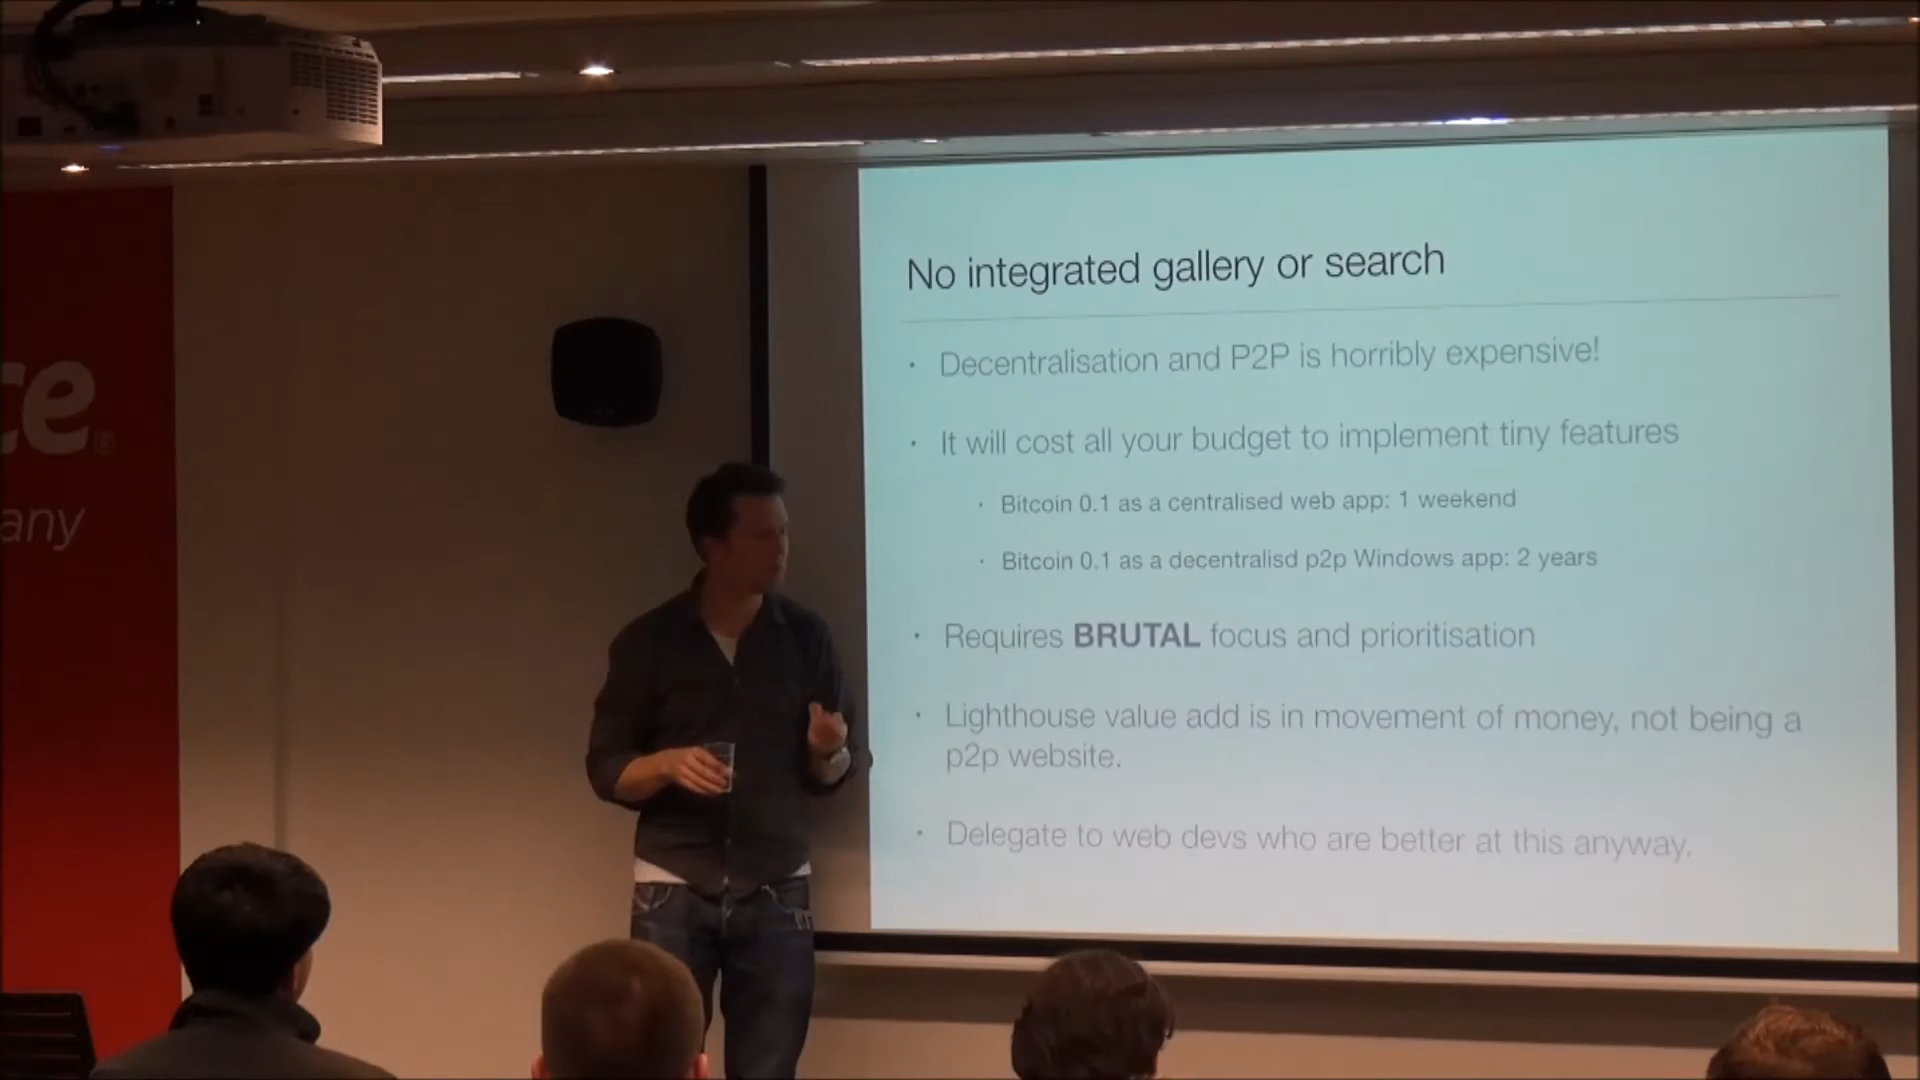 ce®
any
No integrated gallery or search
• Decentralisation and P2P is horribly expensive!
• It will cost all your budget to implement tiny features
• Bitcoin 0.1 as a centralised web app: 1 weekend
• Bitcoin 0.1 as a decentralisd p2p Windows app: 2 years
• Requires BRUTAL focus and prioritisation
• Lighthouse value add is in movement of money, not being a
p2p website.
• Delegate to web devs who are better at this anyway.